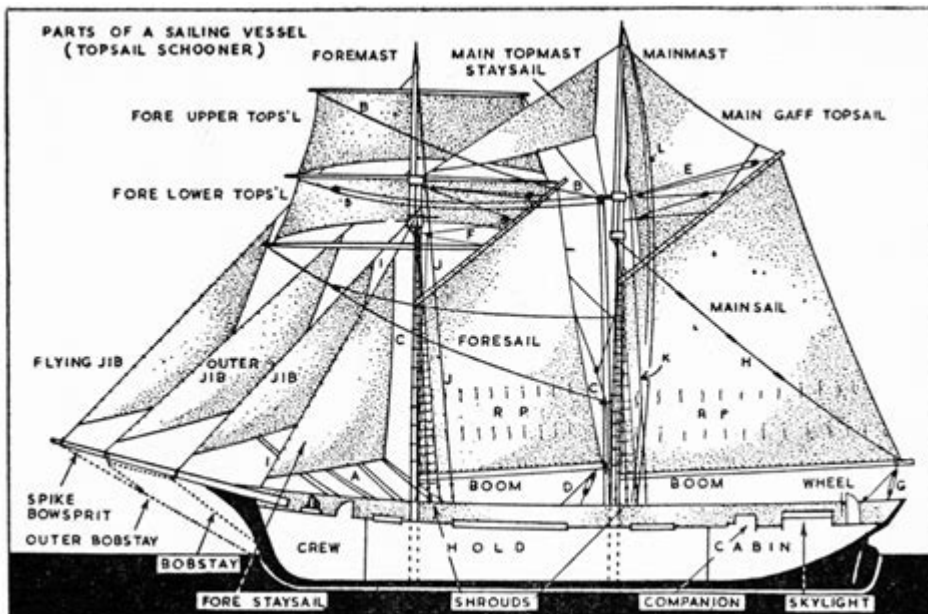 PARTS OF A SAILING VESSEL
(TOPSAIL SCHOONER)
FOREMAST
MAIN TOPMAST
STAYSAIL
MAINMAST
FORE UPPER TOPS'L
B
MAIN GAFF TOPSAIL
L
E
FORE LOWER TOPS'L
B
B
F
I
J
MAINSAIL
C
FORESAIL
FLYING JIB
OUTER
JIB
JIB
H
K
C
J
R P
R P
I
A
BOOM
D
BOOM
WHEEL
G
SPIKE
BOWSPRIT
OUTER BOBSTAY
BOBSTAY
CREW
HOLD
CABIN
FORE STAYSAIL
SHROUDS
COMPANION
SKYLIGHT